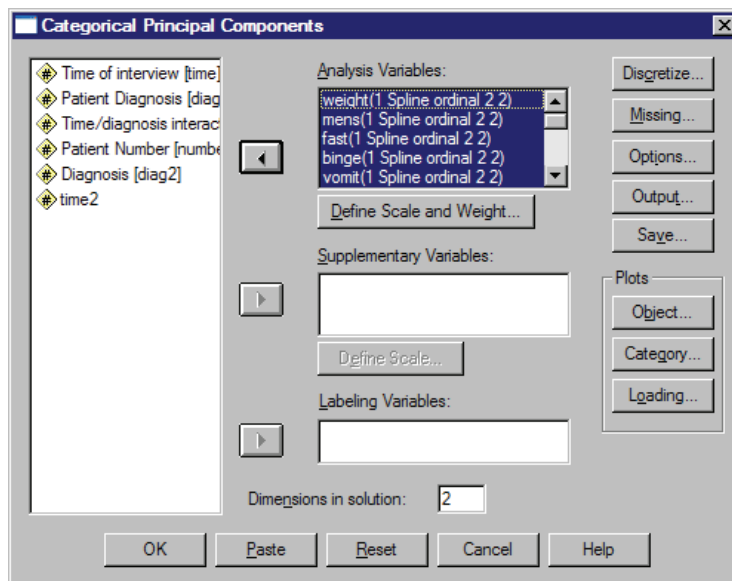 Categorical Principal Components
Time of interview [time]
Patient Diagnosis [diag
Time/diagnosis interact
Patient Number [numbe
Diagnosis [diag2]
time2
Analysis Variables:
weight(1 Spline ordinal 2 2)
mens(1 Spline ordinal 2 2)
fast(1 Spline ordinal 2 2)
binge(1 Spline ordinal 2 2)
vomit(1 Spline ordinal 2 2)
Define Scale and Weight...
Supplementary Variables:
Define Scale...
Labeling Variables:
Dimensions in solution: 2
Discretize...
Missing...
Options...
Output...
Save...
Plots
Object...
Category...
Loading...
OK Paste Reset Cancel Help